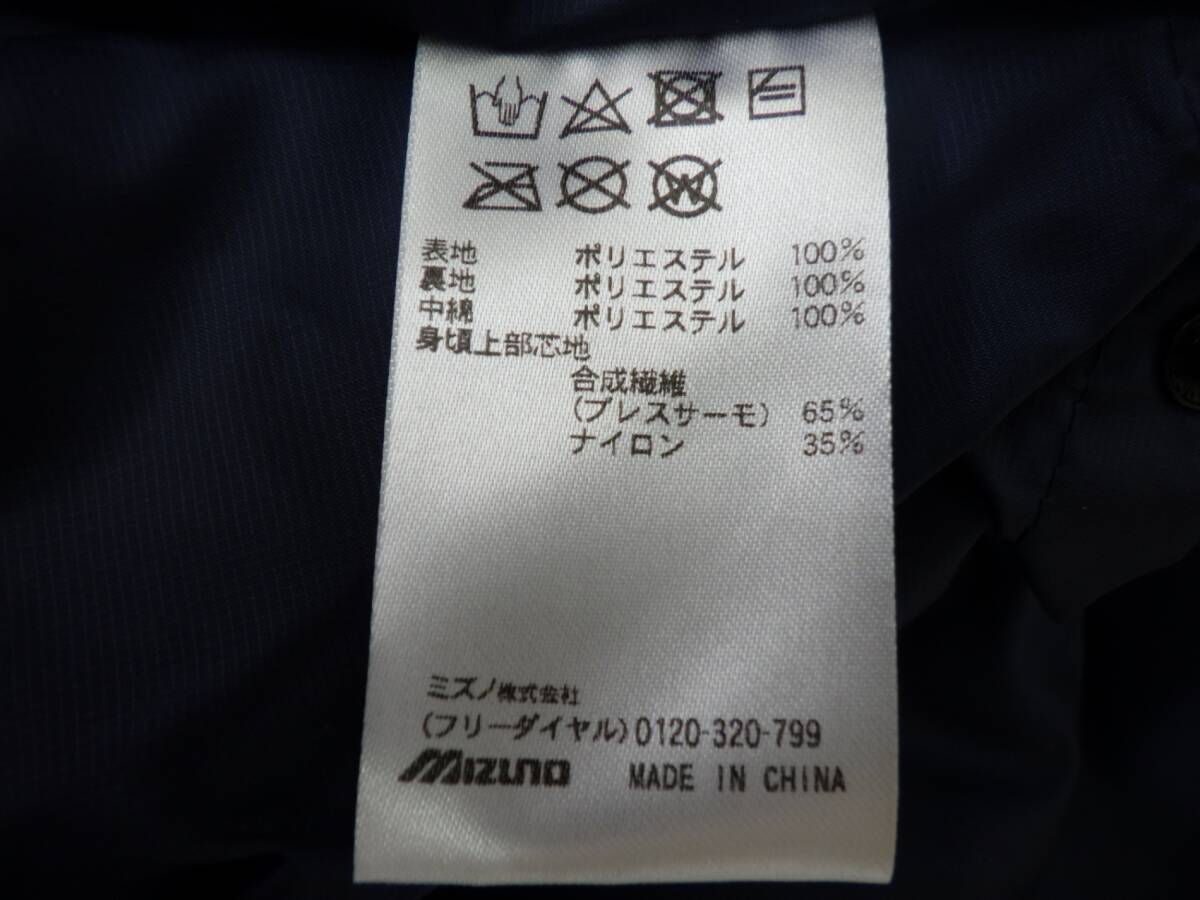 W
表地 ポリエステル 100%
裏地 ポリエステル 100%
中綿 ポリエステル 100%
身頃上部芯地
合成繊維
(ブレスサーモ) 65%
ナイロン 35%
ミズノ株式会社
(フリーダイヤル) 0120-320-799
MIZUNO MADE IN CHINA